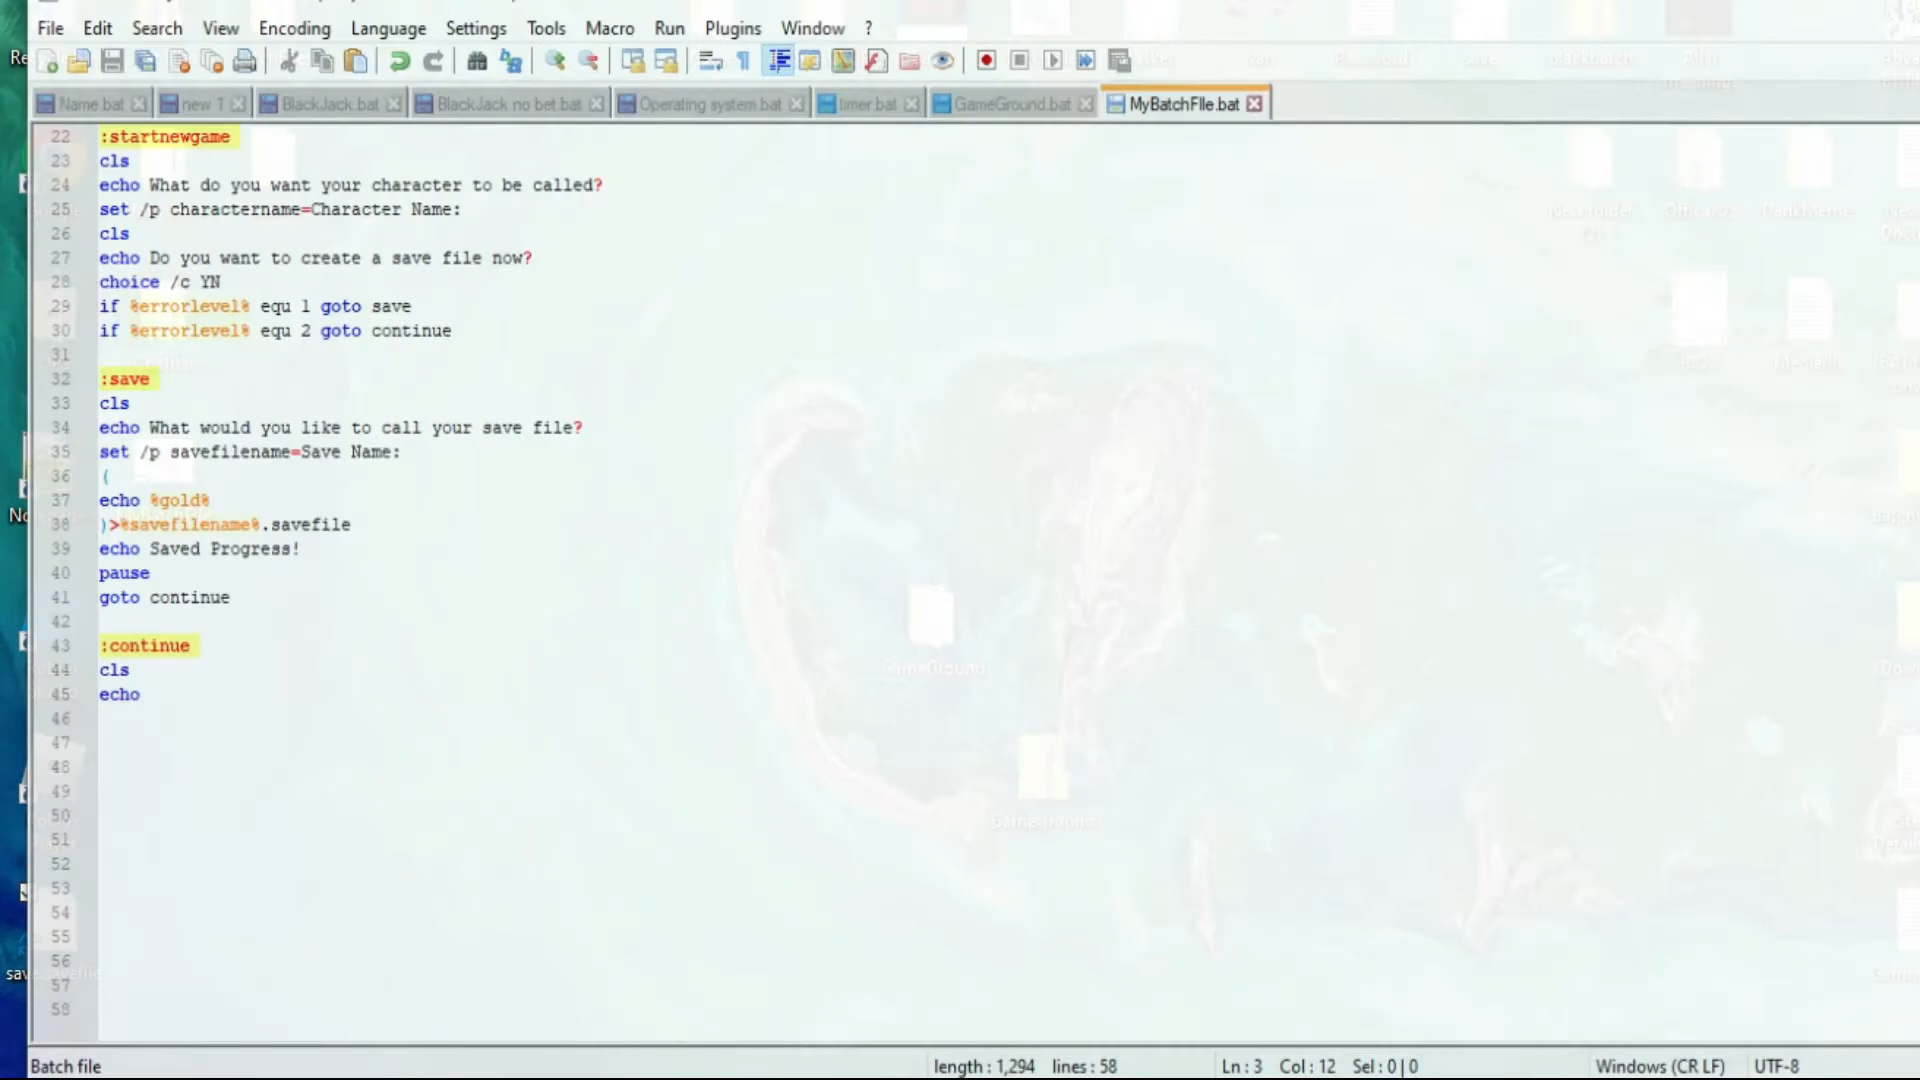 File Edit Search View Encoding Language Settings Tools Macro Run Plugins Window ?
Name.bat new 1 BlackJack.bat BlackJack no bet.bat Operating system.bat timer.bat GameGround.bat MyBatchFIle.bat
22 :startnewgame
23 cls
24 echo What do you want your character to be called?
25 set /p charactername=Character Name:
26 cls
27 echo Do you want to create a save file now?
28 choice /c YN
29 if %errorlevel% equ 1 goto save
30 if %errorlevel% equ 2 goto continue
31
32 :save
33 cls
34 echo What would you like to call your save file?
35 set /p savefilename=Save Name:
36 (
37 echo %gold%
38 )>%savefilename%.savefile
39 echo Saved Progress!
40 pause
41 goto continue
42
43 :continue
44 cls
45 echo
46
47
48
49
50
51
52
53
54
55
56
57
58
GameGround
Batch file length : 1,294 lines : 58 Ln : 3 Col : 12 Sel : 0 | 0 Windows (CR LF) UTF-8